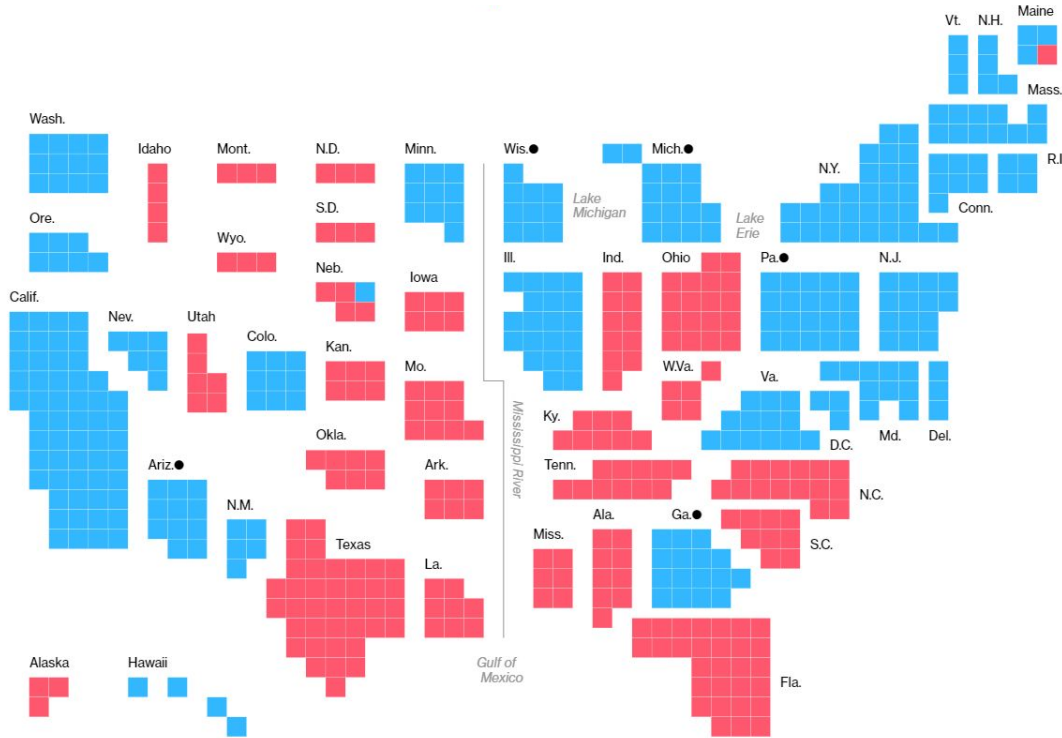 Maine
Vt.
N.H.
Mass.
Wash.
Idaho
Mont.
N.D.
Minn.
Wis.●
Mich.●
R.I
N.Y.
Lake
Michigan
Ore.
S.D.
Lake
Erie
Conn.
Wyo.
Neb.
Iowa
Ill.
Ind.
Ohio
Pa.●
N.J.
Calif.
Nev.
Utah
Colo.
Kan.
Mo.
W.Va.
Va.
Mississippi River
Ky.
Okla.
D.C.
Md.
Del.
Ariz.●
Ark.
Tenn.
N.C.
N.M.
Texas
Miss.
Ala.
Ga.●
S.C.
La.
Alaska
Hawaii
Gulf of
Mexico
Fla.